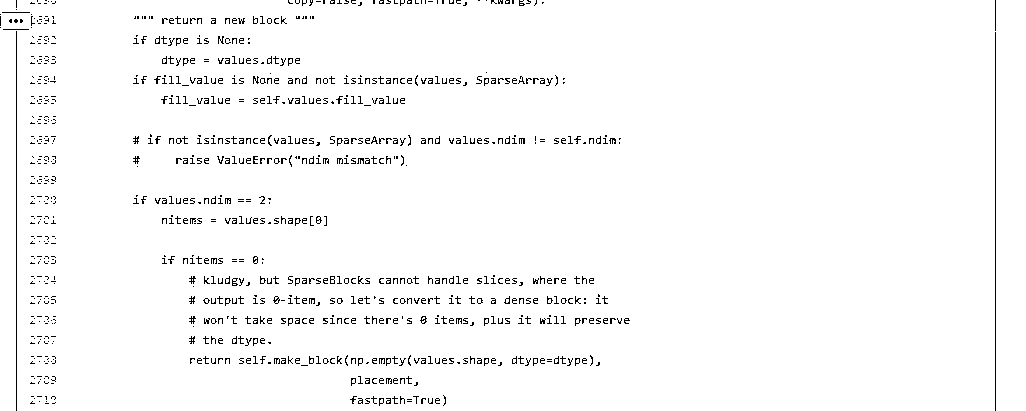 copy=False, fastpath=True, **kwargs):
2691 """ return a new block """
2692 if dtype is None:
2693 dtype = values.dtype
2694 if fill_value is None and not isinstance(values, SparseArray):
2695 fill_value = self.values.fill_value
2696
2697 # if not isinstance(values, SparseArray) and values.ndim != self.ndim:
2698 #     raise ValueError("ndim mismatch")
2699
2700 if values.ndim == 2:
2701 nitems = values.shape[0]
2702
2703 if nitems == 0:
2704 # kludgy, but SparseBlocks cannot handle slices, where the
2705 # output is 0-item, so let's convert it to a dense block: it
2706 # won't take space since there's 0 items, plus it will preserve
2707 # the dtype.
2708 return self.make_block(np.empty(values.shape, dtype=dtype),
2709 placement,
2710 fastpath=True)